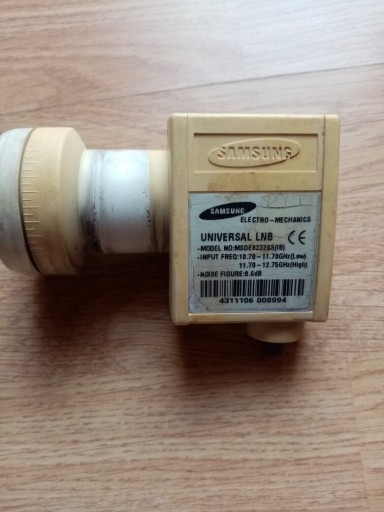 SAMSUNG
SAMSUNG
ELECTRO-MECHANICS
UNIVERSAL LNB CE
•MODEL NO:MSDE8232SS(IB)
•INPUT FREQ:10.70-11.70GHz(Low)
11.70-12.75GHz(High)
•NOISE FIGURE:0.6dB
4311106 000994